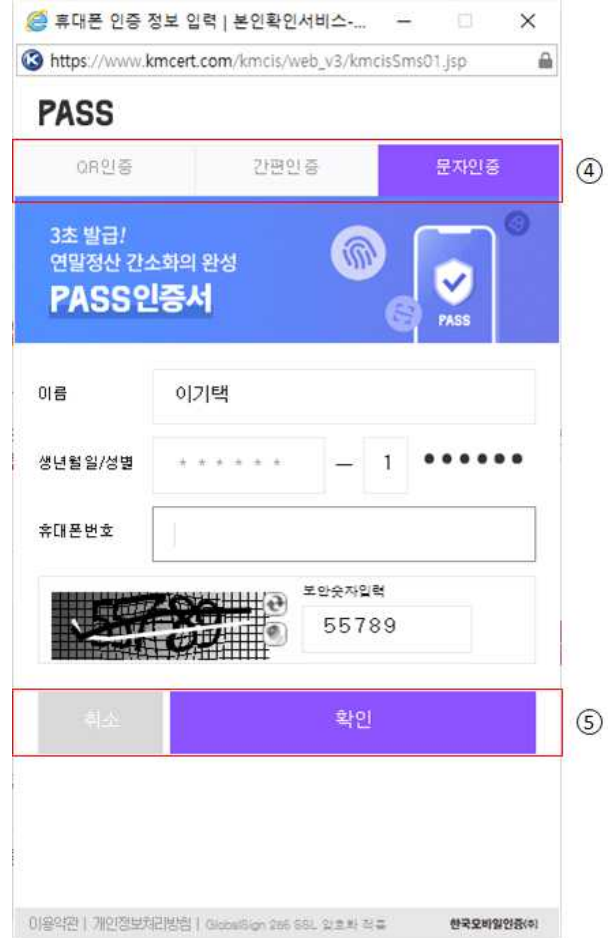 휴대폰 인증 정보 입력 | 본인확인서비스-...
https://www.kmcert.com/kmcis/web_v3/kmcisSms01.jsp
PASS
QR인증 간편인증 문자인증 ④
3초 발급!
연말정산 간소화의 완성
PASS인증서
PASS
이름 이기택
생년월일/성별 * * * * * * — 1 ●●●●●●
휴대폰번호
보안숫자입력
55789 55789
취소 확인 ⑤
이용약관 | 개인정보처리방침 | GlobalSign 256 SSL 암호화 적용 한국모바일인증(주)